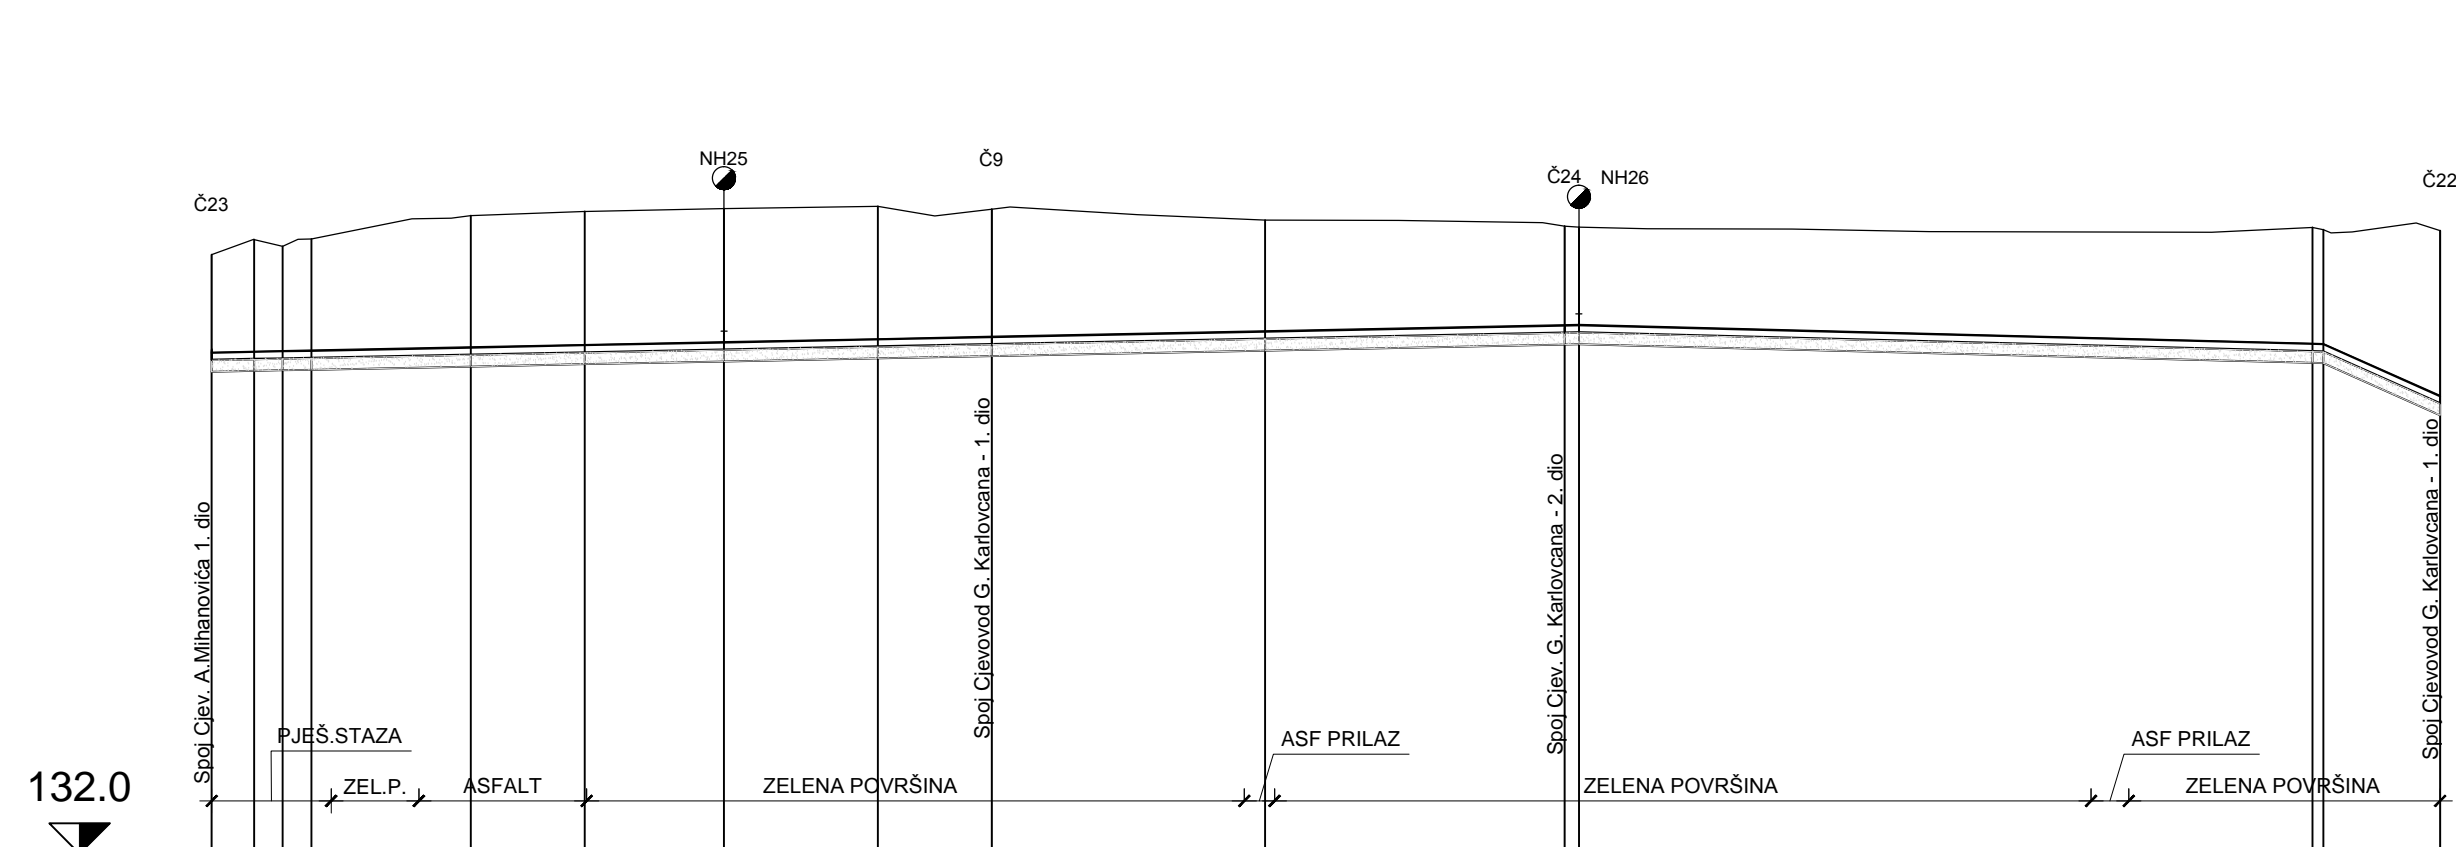 NH25
Č9
Č23
Č24
NH26
Č22
Spoj Cjev. A.Mihanovića 1. dio
Spoj Cjevovod G. Karlovcana - 1. dio
Spoj Cjev. G. Karlovcana - 2. dio
Spoj Cjevovod G. Karlovcana - 1. dio
PJEŠ.STAZA
ASF PRILAZ
ASF PRILAZ
132.0
ZEL.P.
ASFALT
ZELENA POVRŠINA
ZELENA POVRŠINA
ZELENA POVRŠINA